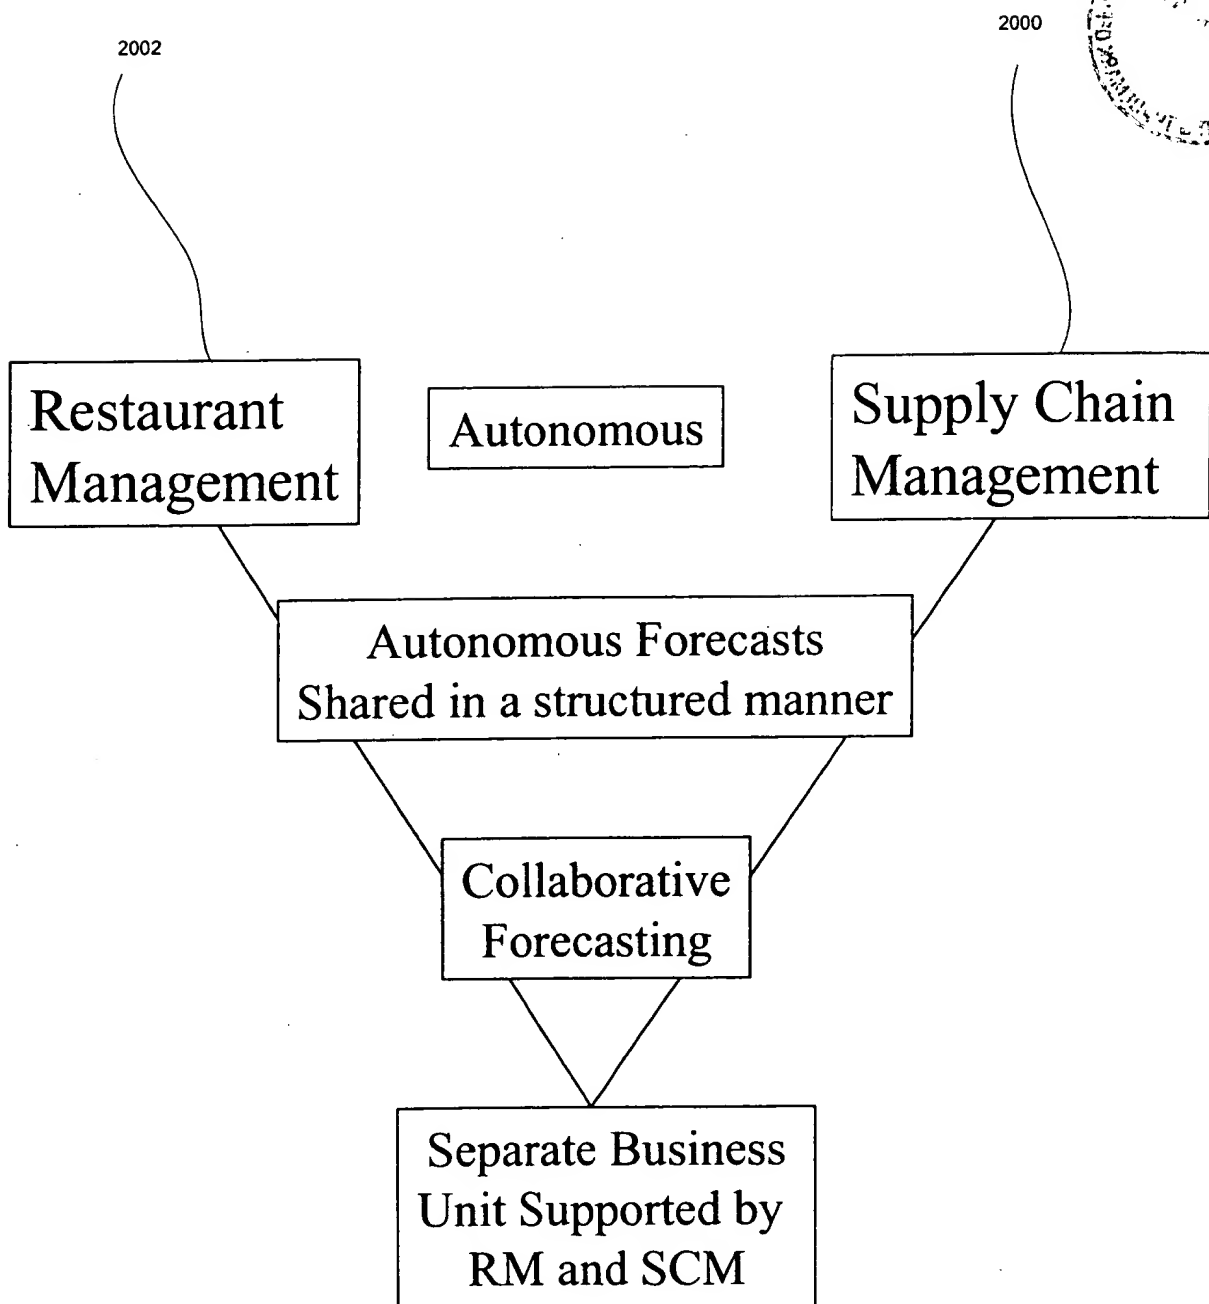 2002
2000
Restaurant
Management
Autonomous
Supply Chain
Management
Autonomous Forecasts
Shared in a structured manner
Collaborative
Forecasting
Separate Business
Unit Supported by
RM and SCM